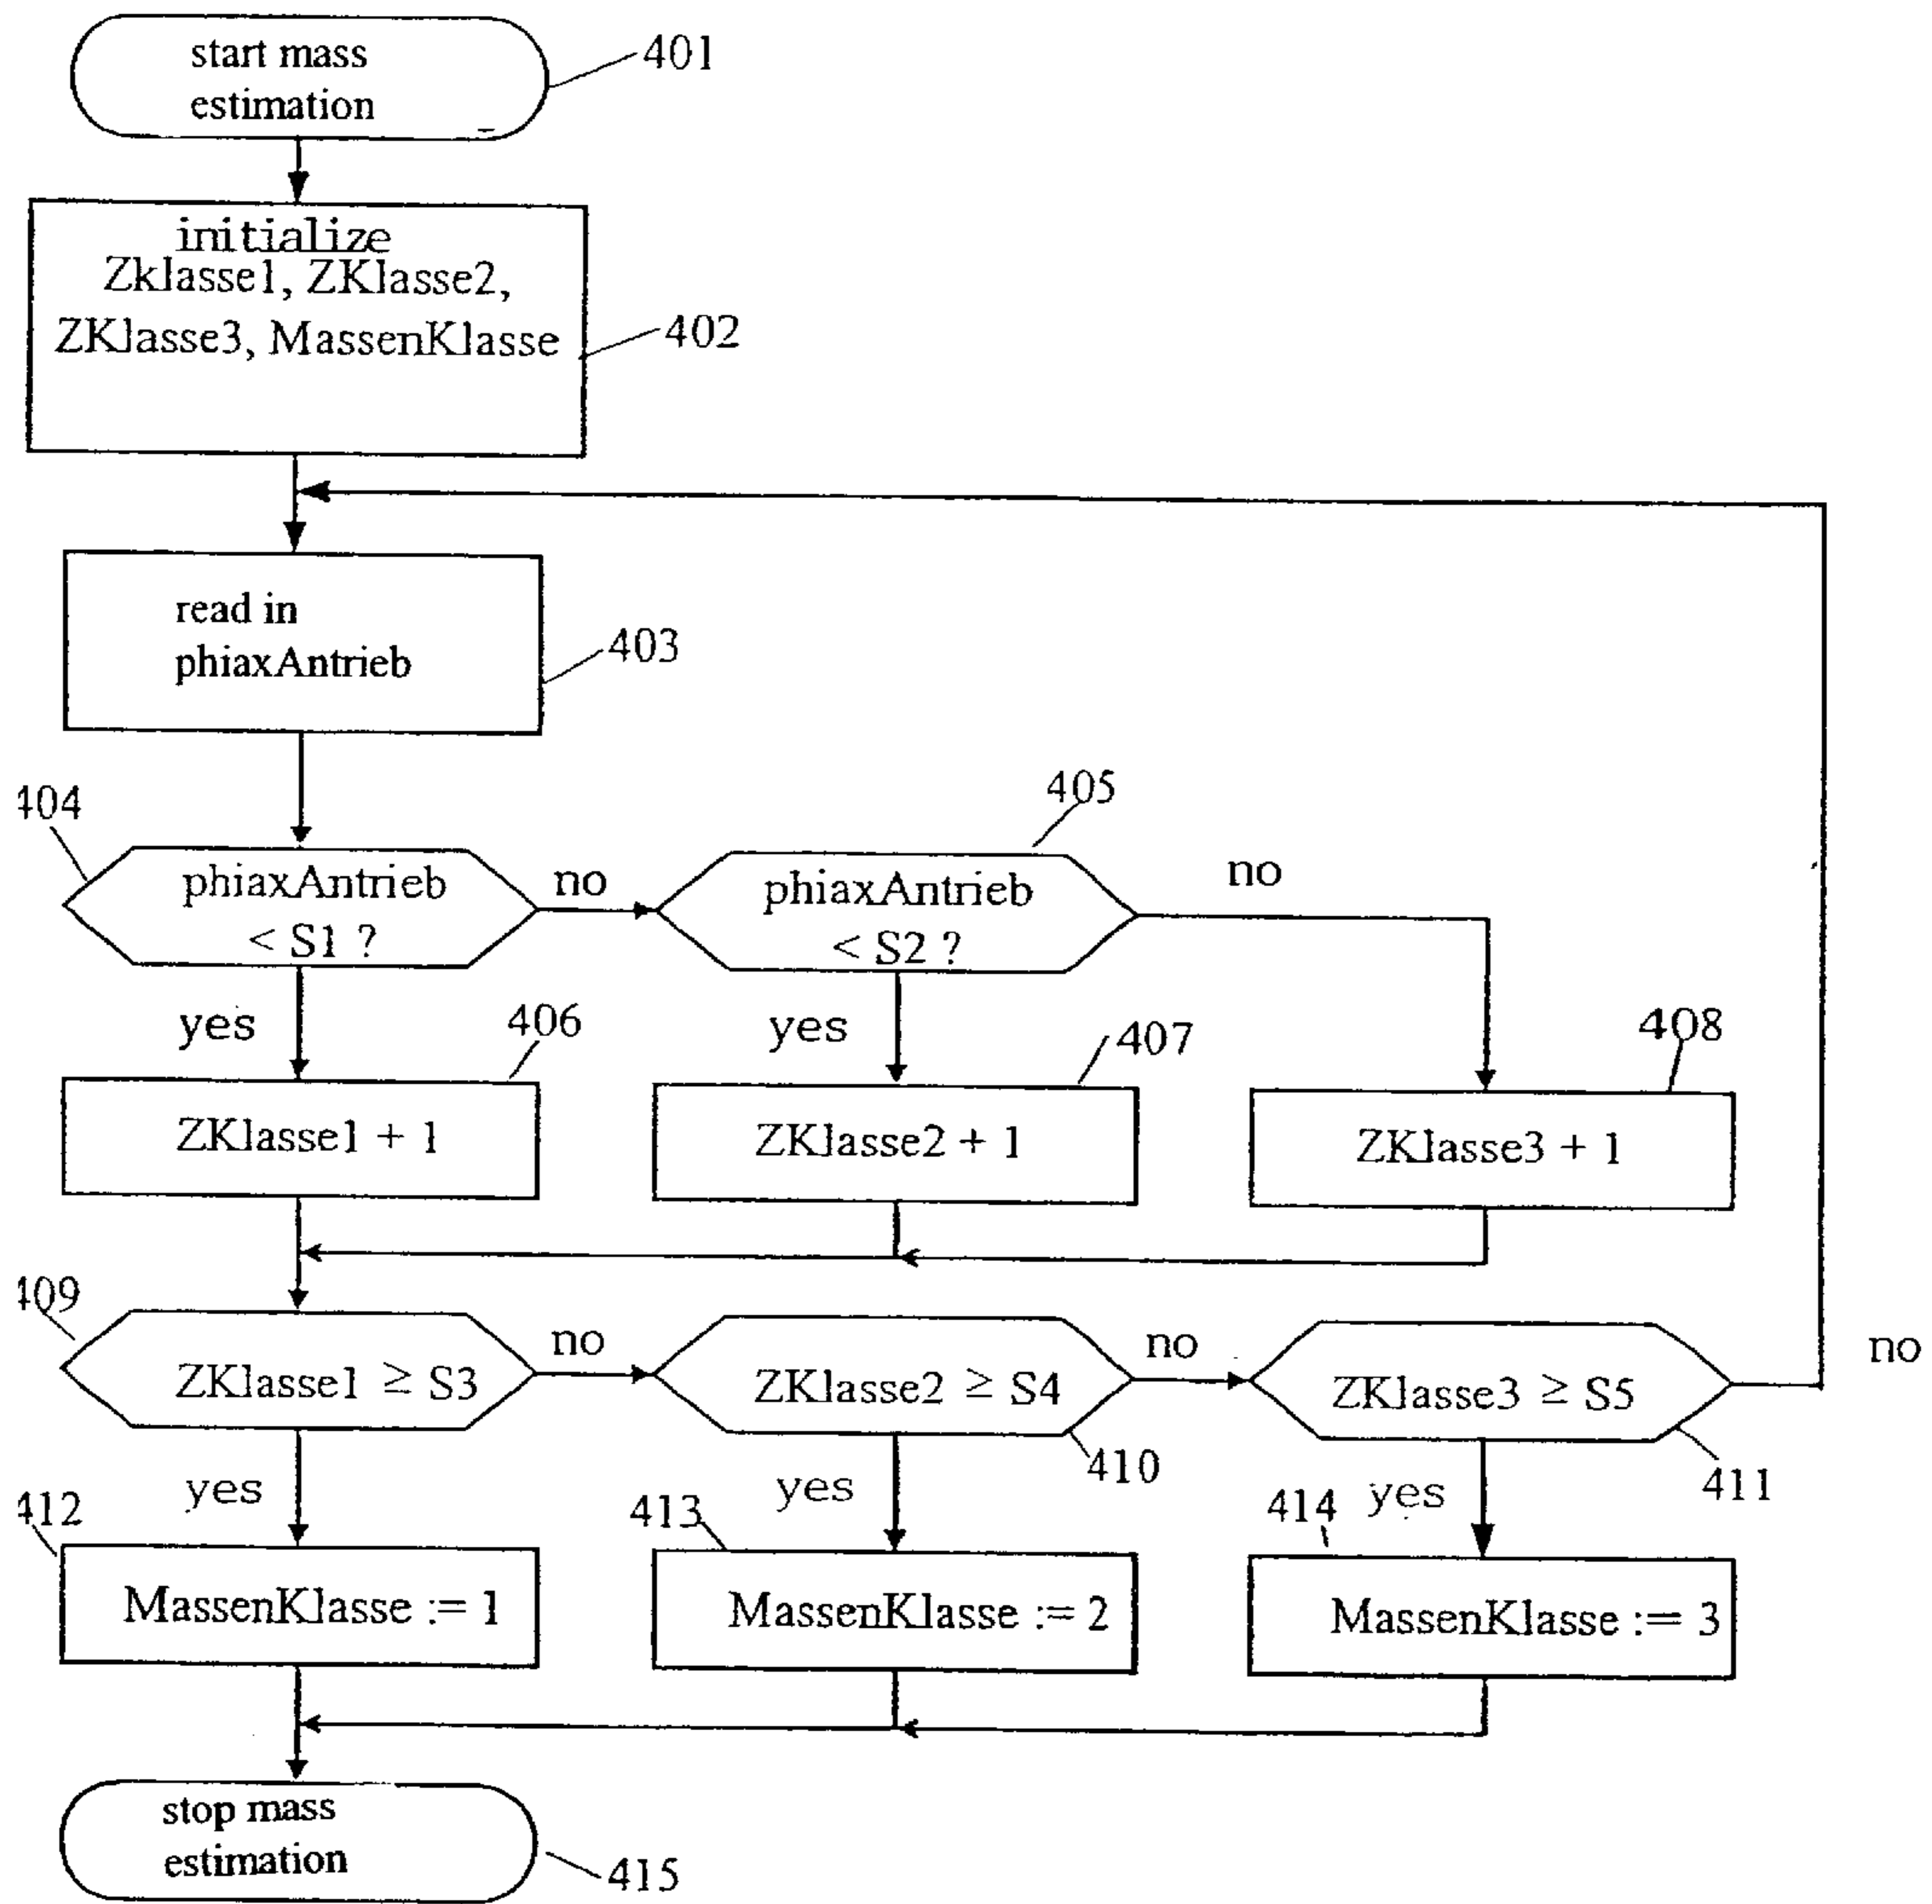 start mass
estimation
401
initialize
Zklasse1, ZKlasse2,
ZKlasse3, MassenKlasse
402
read in
phiaxAntrieb
403
404
phiaxAntrieb
< S1 ?
no
405
phiaxAntrieb
< S2 ?
no
yes
406
yes
407
408
ZKlasse1 + 1
ZKlasse2 + 1
ZKlasse3 + 1
409
ZKlasse1 ≥ S3
no
ZKlasse2 ≥ S4
410
no
ZKlasse3 ≥ S5
411
no
yes
412
yes
413
yes
414
MassenKlasse := 1
MassenKlasse := 2
MassenKlasse := 3
stop mass
estimation
415